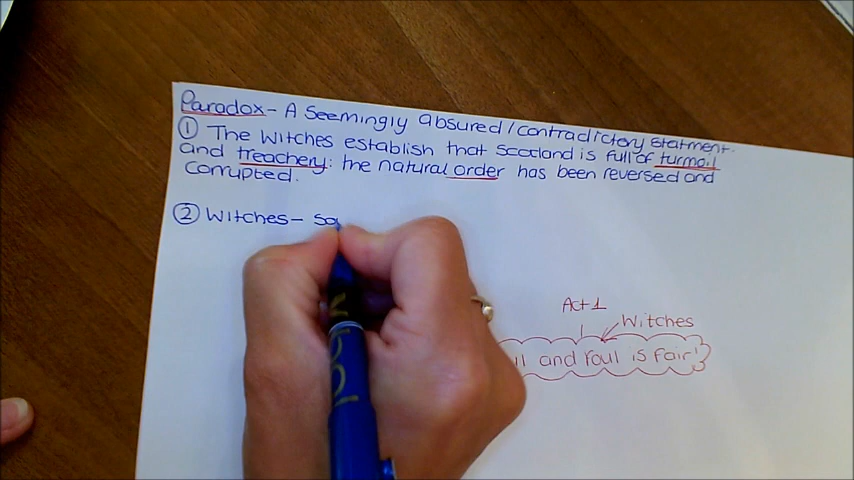 Paradox - A seemingly absured/contradictory statment.
① The Witches establish that Scotland is full of turmoil
and treachery: the natural order has been reversed and
corrupted.
② Witches-
Act 1
Witches
and Foul is Fair!